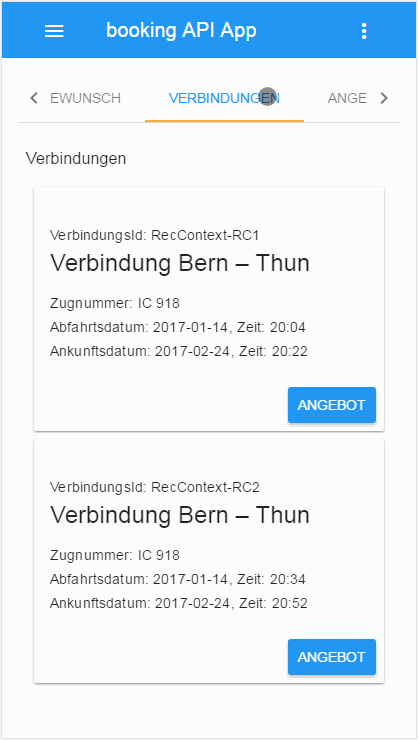 booking API App
EWUNSCH
VERBINDUNGEN
ANGE
Verbindungen
VerbindungsId: RecContext-RC1
Verbindung Bern – Thun
Zugnummer: IC 918
Abfahrtsdatum: 2017-01-14, Zeit: 20:04
Ankunftsdatum: 2017-02-24, Zeit: 20:22
ANGEBOT
VerbindungsId: RecContext-RC2
Verbindung Bern – Thun
Zugnummer: IC 918
Abfahrtsdatum: 2017-01-14, Zeit: 20:34
Ankunftsdatum: 2017-02-24, Zeit: 20:52
ANGEBOT